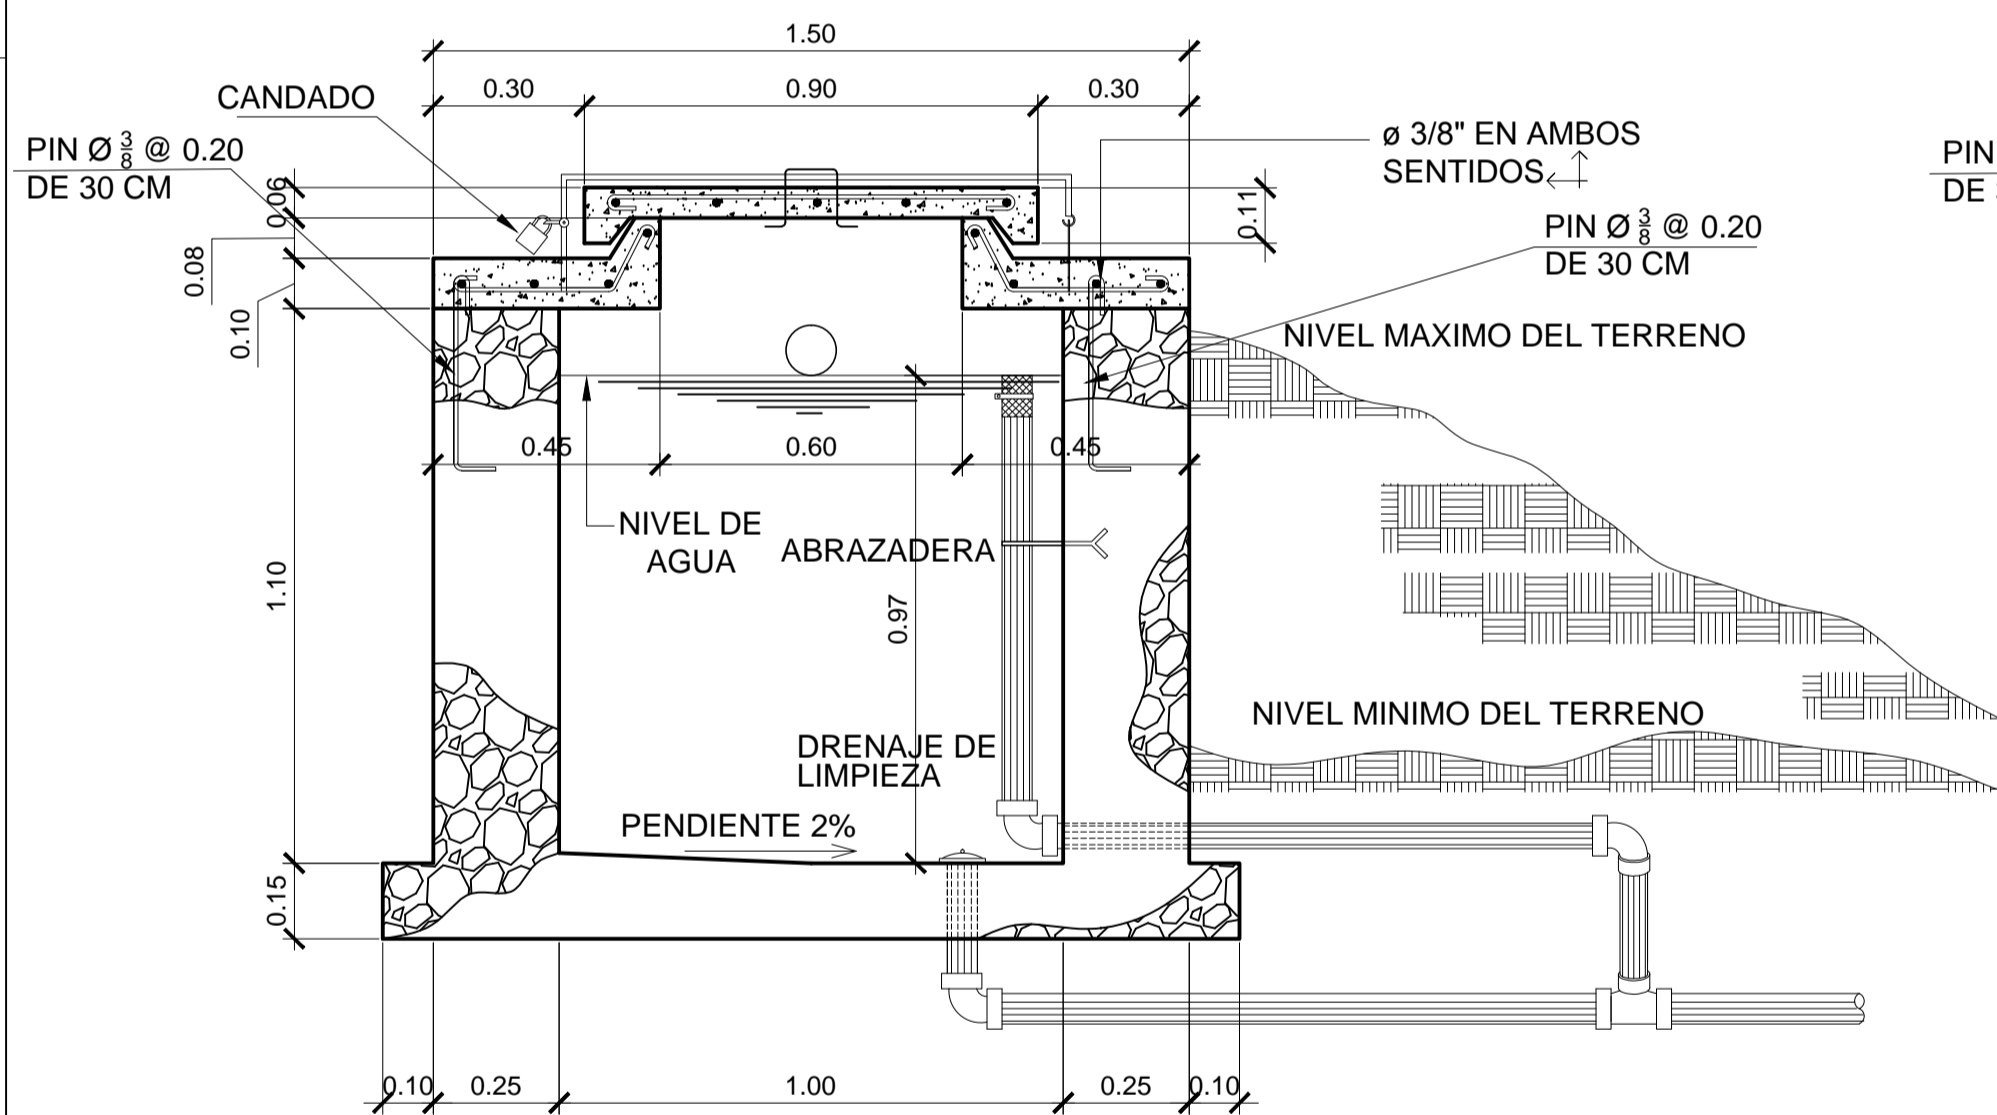 1.50
0.30
0.90
0.30
CANDADO
PIN Ø 3/8 @ 0.20
DE 30 CM
ø 3/8" EN AMBOS
SENTIDOS
PIN Ø 3/8 @ 0.20
DE 30 CM
PIN
DE
0.06
0.11
0.08
0.10
NIVEL MAXIMO DEL TERRENO
0.45
0.60
0.45
NIVEL DE
AGUA
ABRAZADERA
1.10
0.97
NIVEL MINIMO DEL TERRENO
DRENAJE DE
LIMPIEZA
PENDIENTE 2%
0.15
0.10
0.25
1.00
0.25
0.10